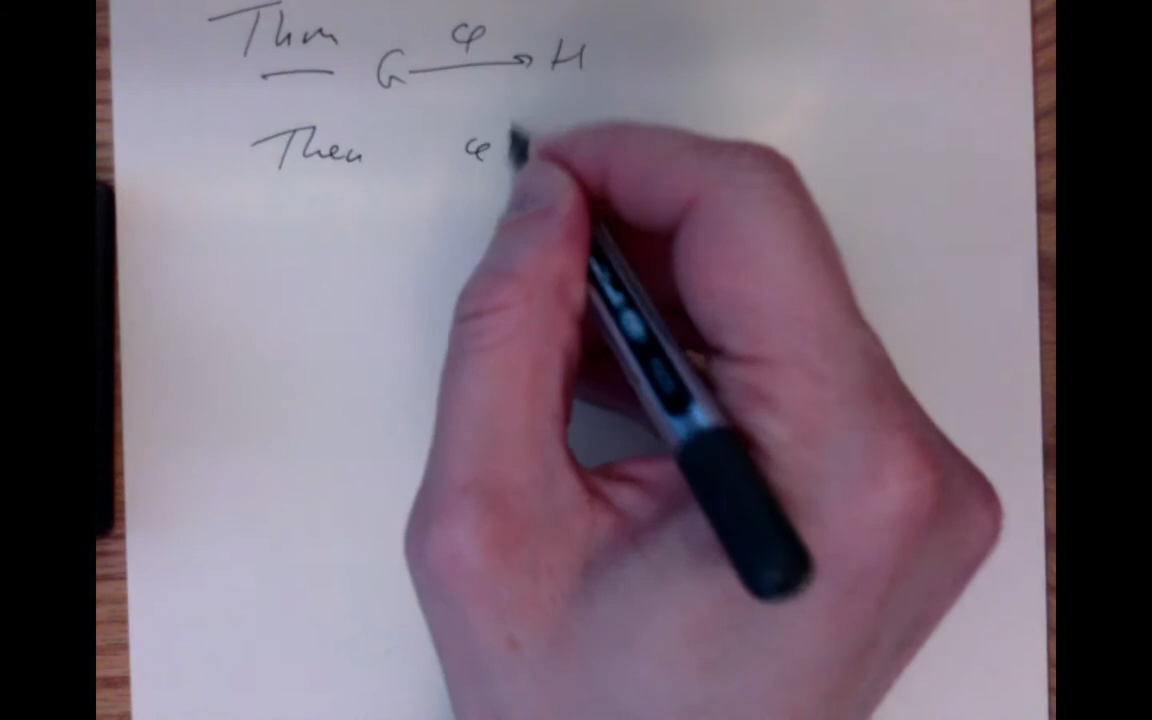 Thm G φ→ H
Then φ